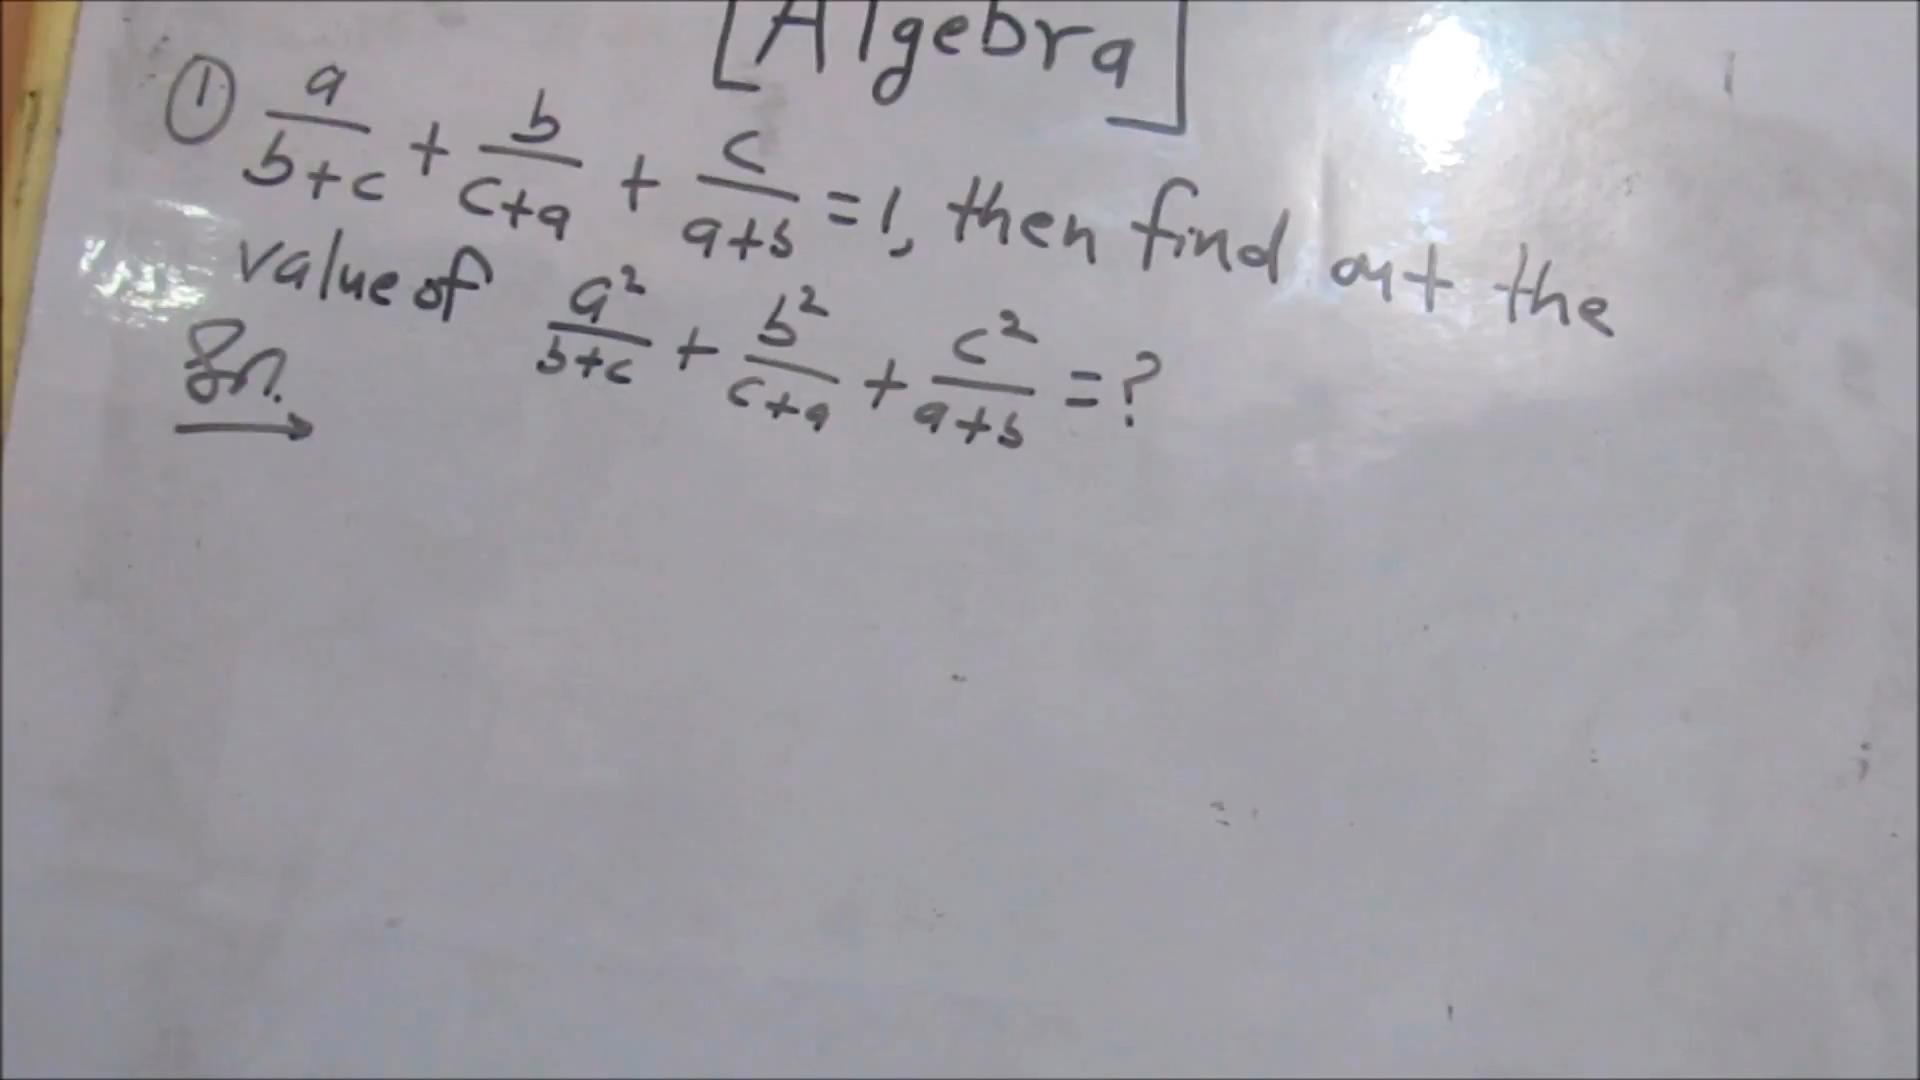 [Algebra]
① a/(b+c) + b/(c+a) + c/(a+b) = 1, then find out the
value of a²/(b+c) + b²/(c+a) + c²/(a+b) = ?
Sn.